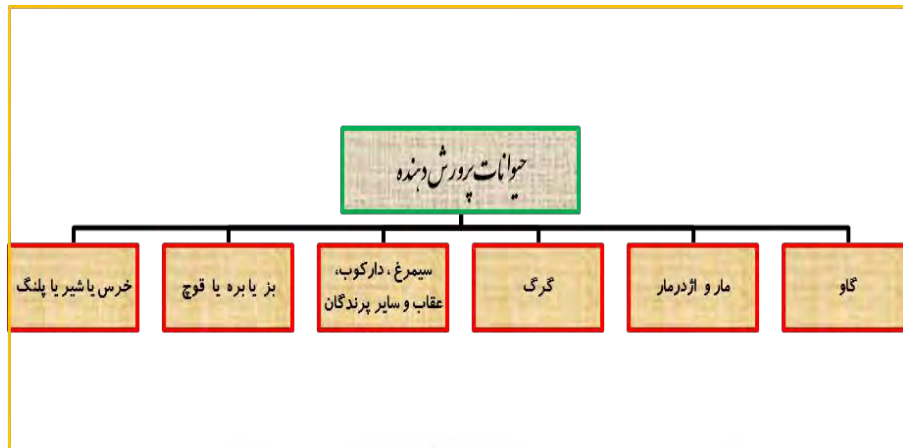 حیوانات پرورش دهنده
گاو
مار و اژدرمار
گرگ
سیمرغ ، دارکوب،
عقاب و سایر پرندگان
بز یا بره یا قوچ
خرس یا شیر یا پلنگ